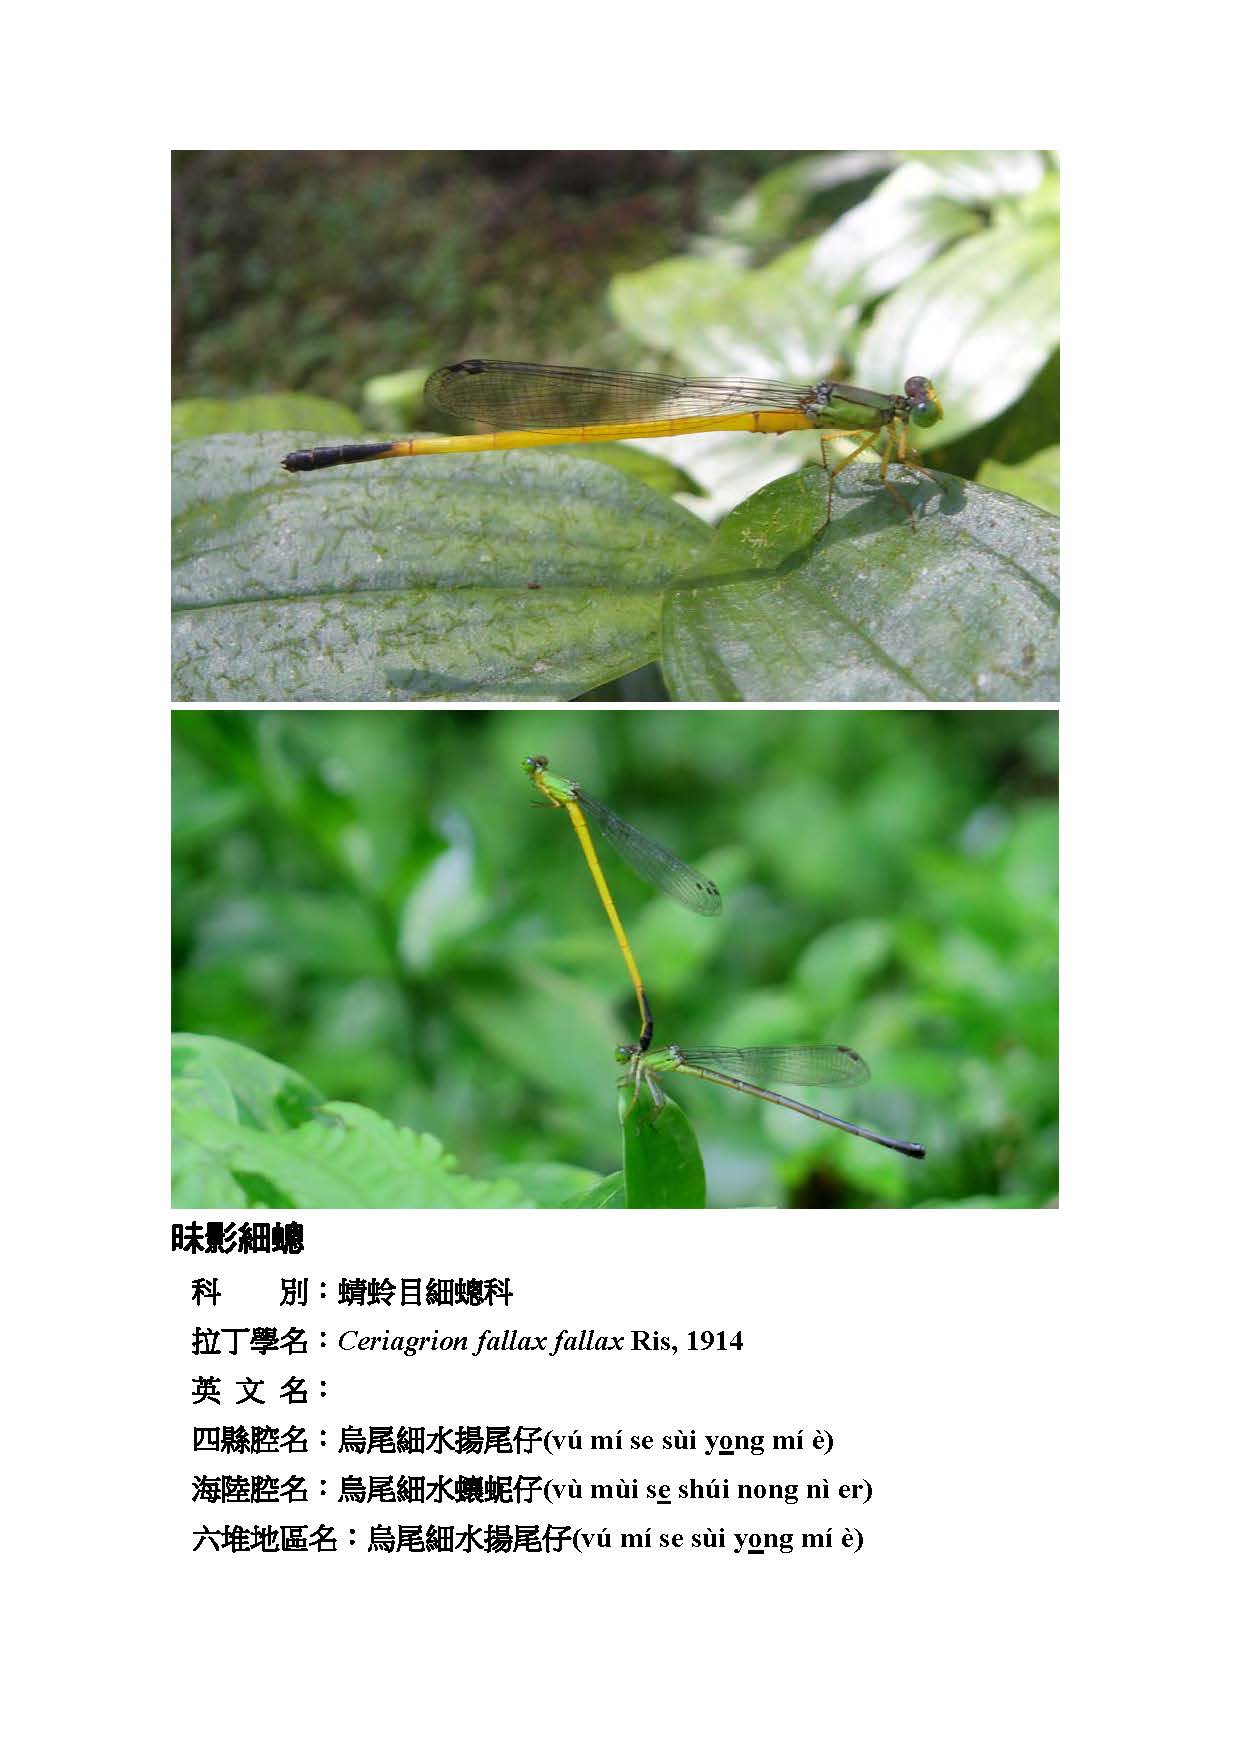 昧影細蟌
科　　別：蜻蛉目細蟌科
拉丁學名：Ceriagrion fallax fallax Ris, 1914
英 文 名：
四縣腔名：烏尾細水揚尾仔(vú mí se sùi yong mí è)
海陸腔名：烏尾細水蠰蚭仔(vù mùi se shúi nong nì er)
六堆地區名：烏尾細水揚尾仔(vú mí se sùi yong mí è)